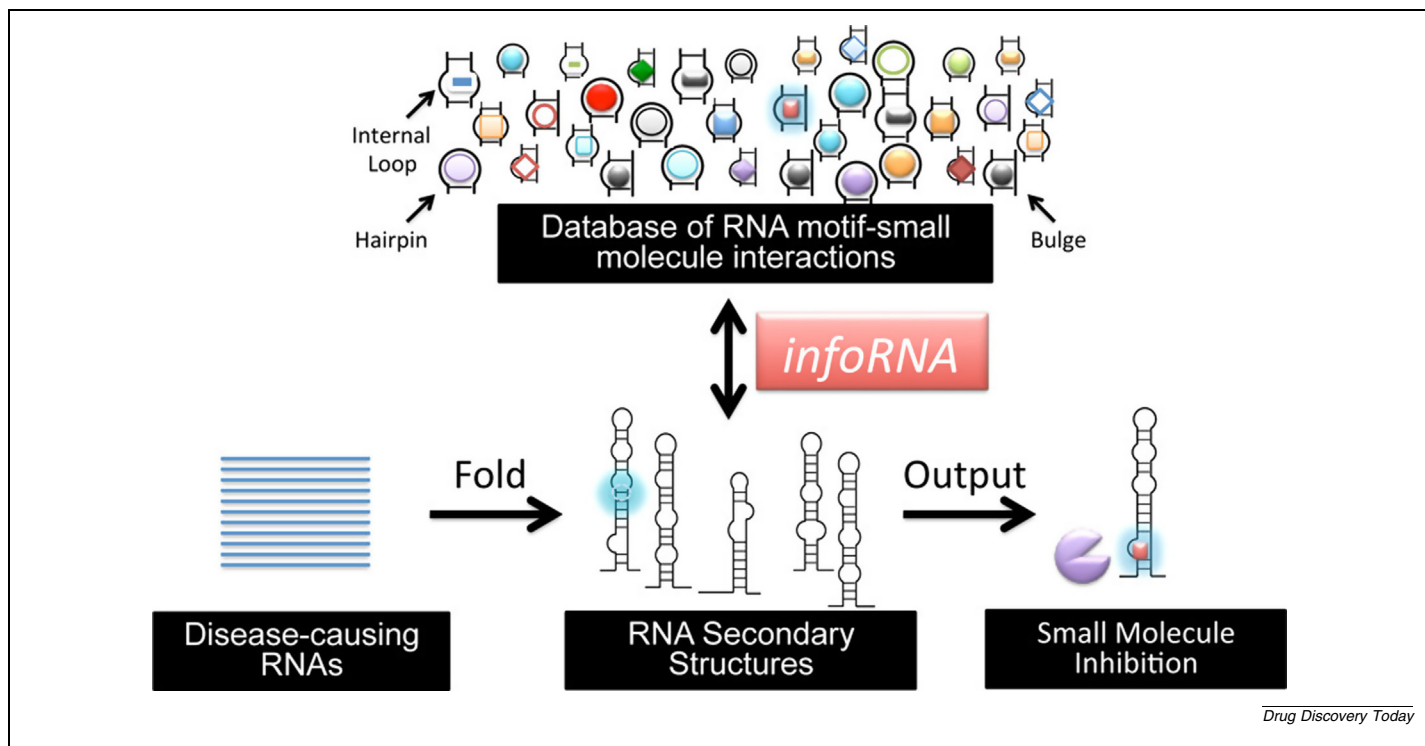 Internal
Loop
Hairpin
Bulge
Database of RNA motif-small
molecule interactions
infoRNA
Fold
Output
Disease-causing
RNAs
RNA Secondary
Structures
Small Molecule
Inhibition
Drug Discovery Today